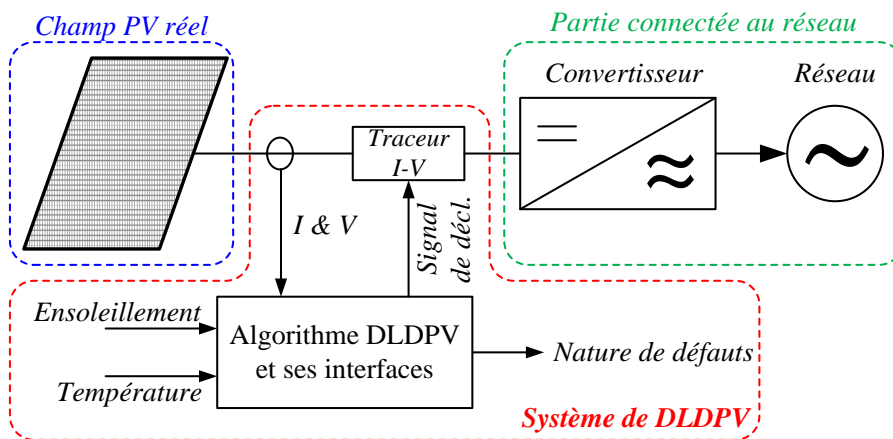 Champ PV réel
Partie connectée au réseau
Convertisseur
Réseau
Traceur
I-V
I & V
Signal
de décl.
Ensoleillement
Température
Algorithme DLDPV
et ses interfaces
Nature de défauts
Système de DLDPV